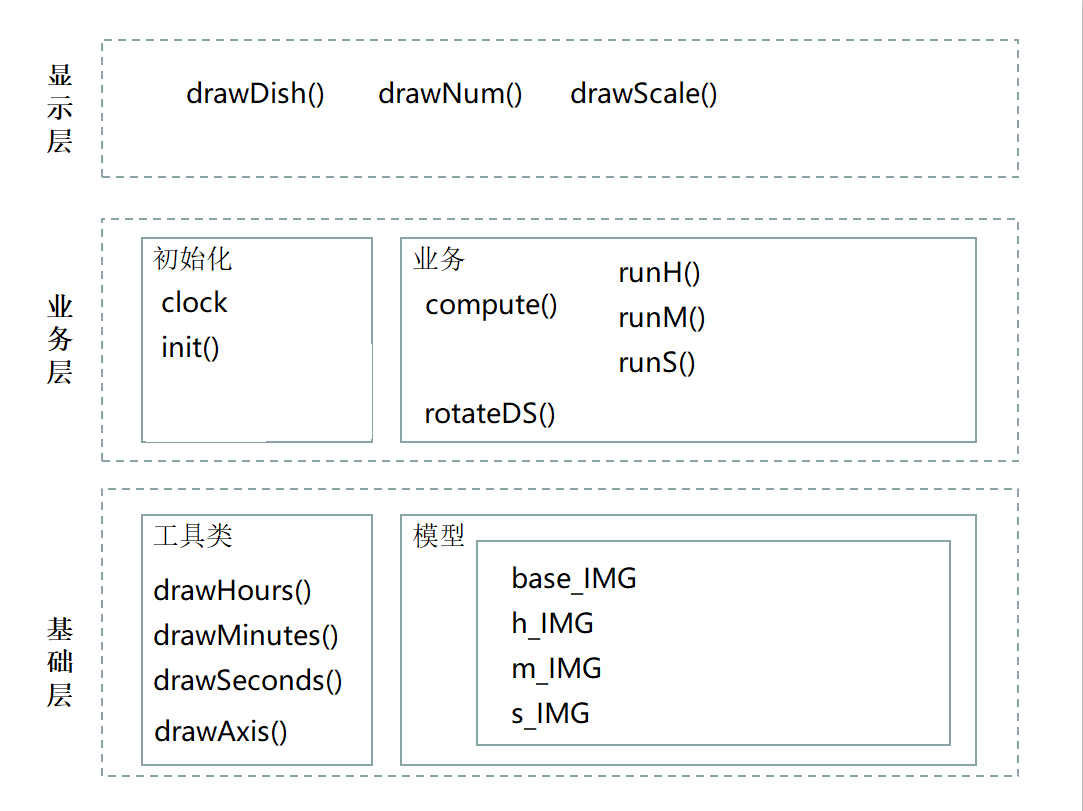 显示层
drawDish() drawNum() drawScale()
业务层
初始化
clock
init()
业务
compute()
rotateDS()
runH()
runM()
runS()
基础层
工具类
drawHours()
drawMinutes()
drawSeconds()
drawAxis()
模型
base_IMG
h_IMG
m_IMG
s_IMG